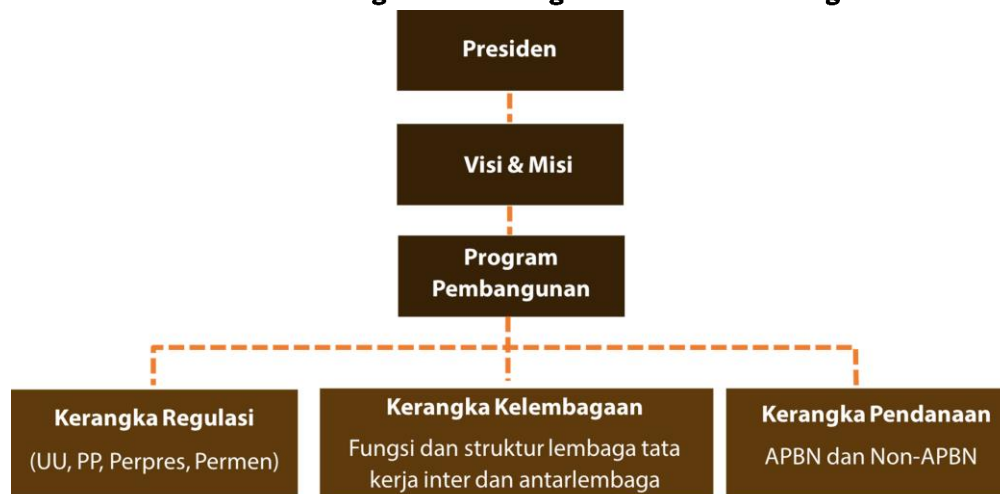 Presiden
Visi & Misi
Program
Pembangunan
Kerangka Regulasi
(UU, PP, Perpres, Permen)
Kerangka Kelembagaan
Fungsi dan struktur lembaga tata
kerja inter dan antarlembaga
Kerangka Pendanaan
APBN dan Non-APBN